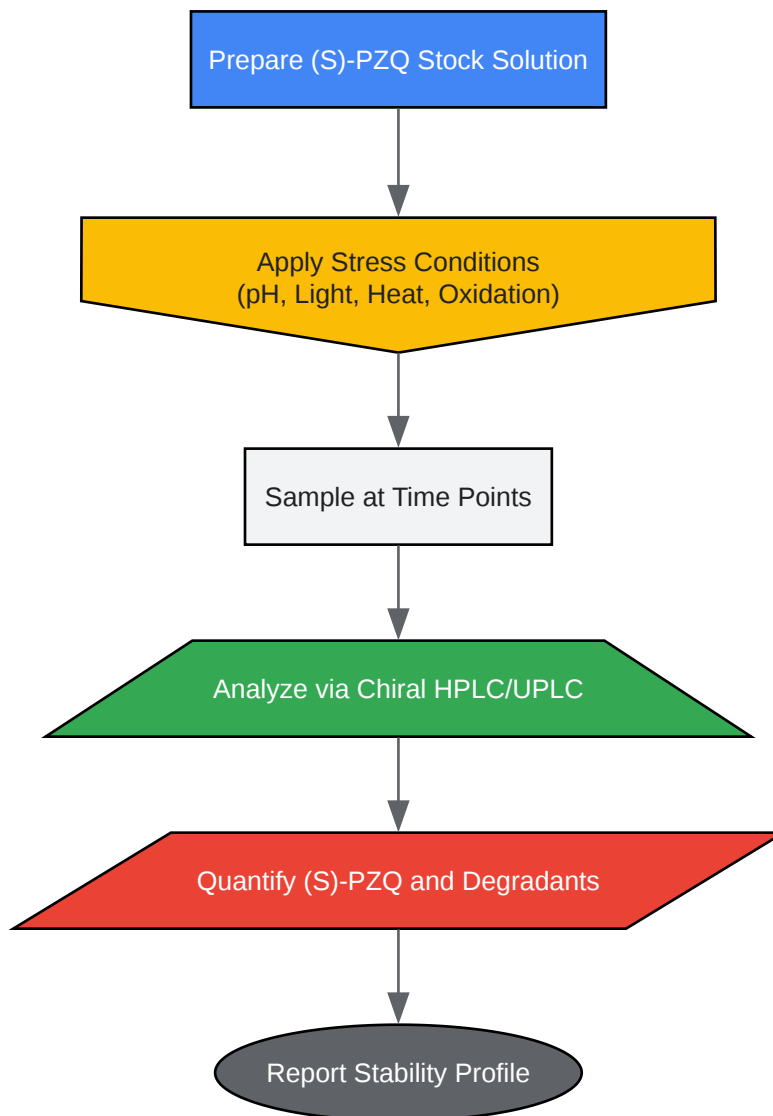 Prepare (S)-PZQ Stock Solution
Apply Stress Conditions
(pH, Light, Heat, Oxidation)
Sample at Time Points
Analyze via Chiral HPLC/UPLC
Quantify (S)-PZQ and Degradants
Report Stability Profile